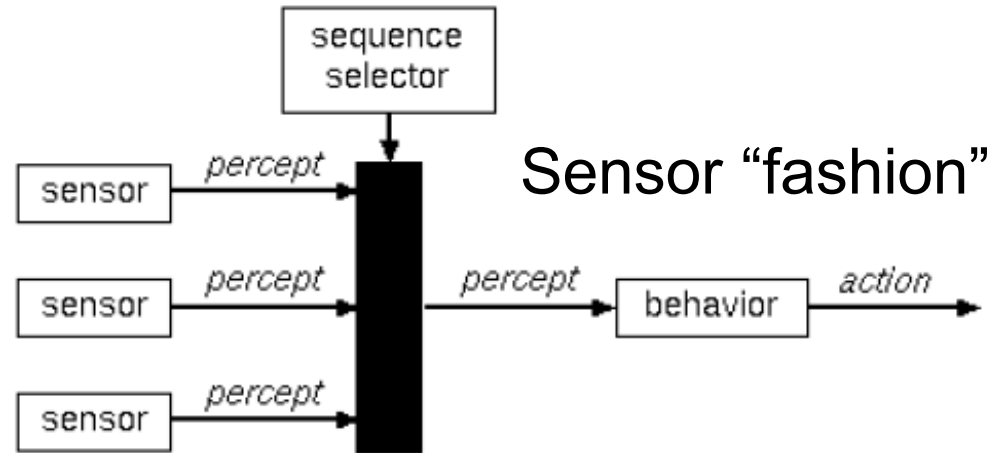 sequence
selector
Sensor “fashion”
percept
sensor
percept
sensor
percept
behavior
action
percept
sensor